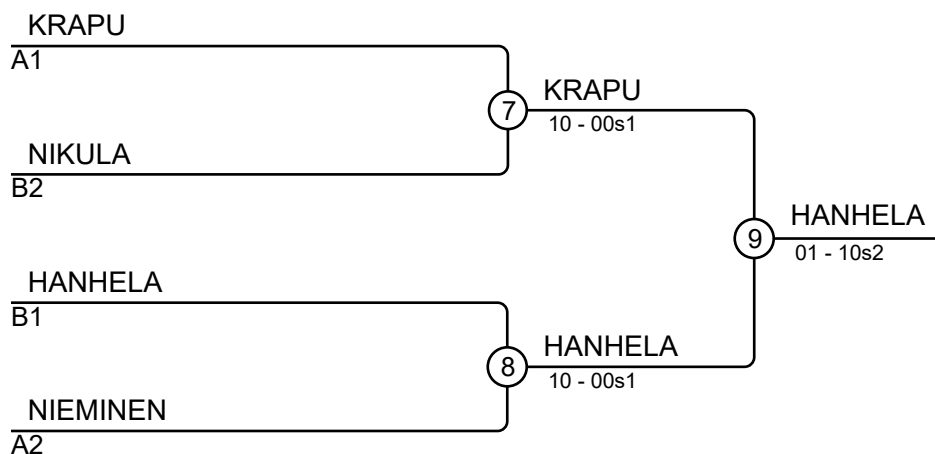 KRAPU
A1
7
KRAPU
10 - 00s1
NIKULA
B2
9
HANHELA
01 - 10s2
HANHELA
B1
8
HANHELA
10 - 00s1
NIEMINEN
A2